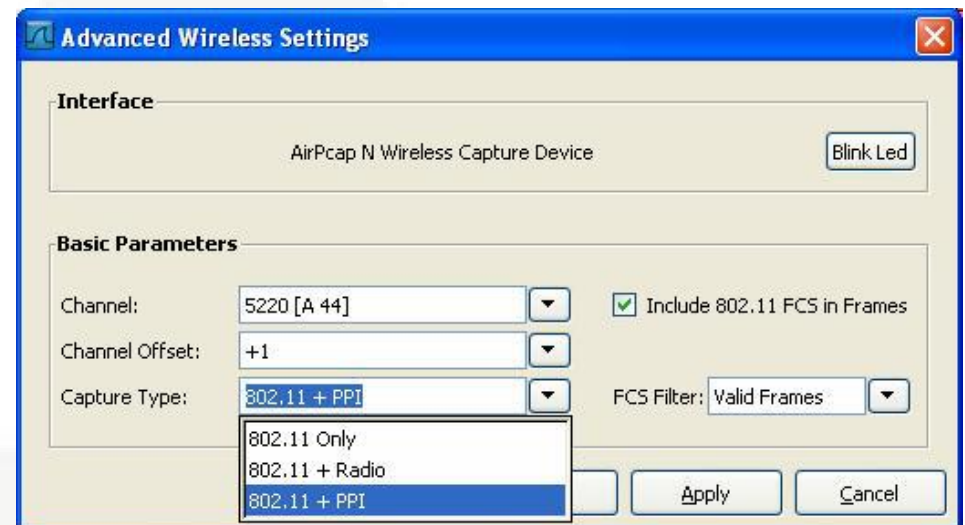 Advanced Wireless Settings
Interface
AirPcap N Wireless Capture Device
Blink Led
Basic Parameters
Channel: 5220 [A 44] Include 802.11 FCS in Frames
Channel Offset: +1
Capture Type: 802.11 + PPI FCS Filter: Valid Frames
802.11 Only
802.11 + Radio
802.11 + PPI
Apply Cancel